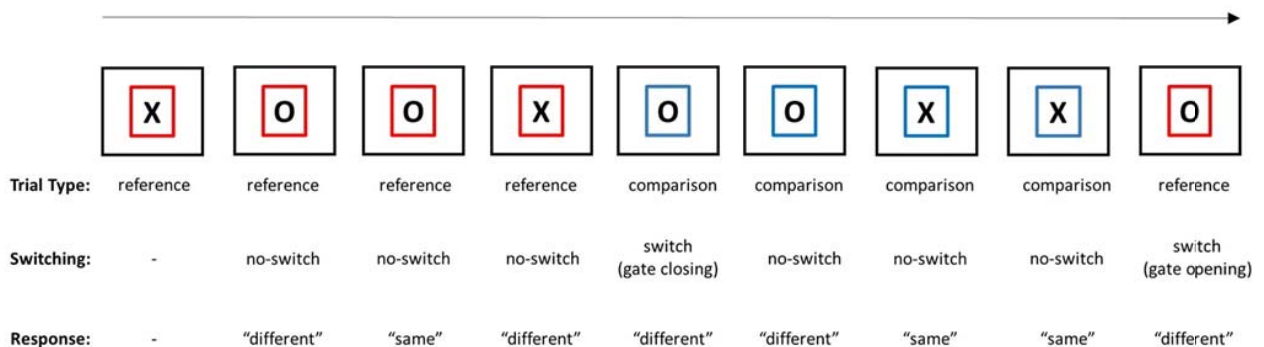 X O O X O O X X O
Trial Type: reference reference reference reference comparison comparison comparison comparison reference
Switching: - no-switch no-switch no-switch switch (gate closing) no-switch no-switch no-switch switch (gate opening)
Response: - “different” “same” “different” “different” “different” “same” “same” “different”